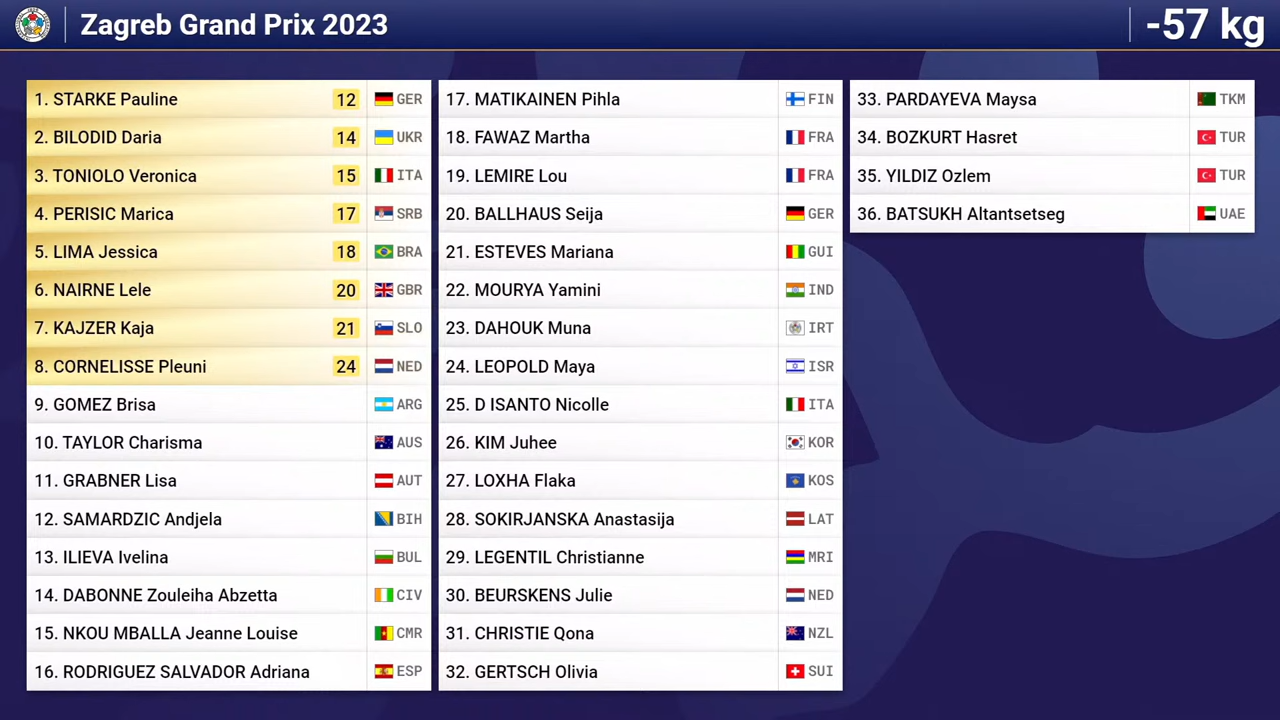 Zagreb Grand Prix 2023
-57 kg
1. STARKE Pauline 12 GER
2. BILODID Daria 14 UKR
3. TONIOLO Veronica 15 ITA
4. PERISIC Marica 17 SRB
5. LIMA Jessica 18 BRA
6. NAIRNE Lele 20 GBR
7. KAJZER Kaja 21 SLO
8. CORNELISSE Pleuni 24 NED
9. GOMEZ Brisa ARG
10. TAYLOR Charisma AUS
11. GRABNER Lisa AUT
12. SAMARDZIC Andjela BIH
13. ILIEVA Ivelina BUL
14. DABONNE Zouleiha Abzetta CIV
15. NKOU MBALLA Jeanne Louise CMR
16. RODRIGUEZ SALVADOR Adriana ESP
17. MATIKAINEN Pihla FIN
18. FAWAZ Martha FRA
19. LEMIRE Lou FRA
20. BALLHAUS Seija GER
21. ESTEVES Mariana GUI
22. MOURYA Yamini IND
23. DAHOUK Muna IRT
24. LEOPOLD Maya ISR
25. D ISANTO Nicolle ITA
26. KIM Juhee KOR
27. LOXHA Flaka KOS
28. SOKIRJANSKA Anastasija LAT
29. LEGENTIL Christianne MRI
30. BEURSKENS Julie NED
31. CHRISTIE Qona NZL
32. GERTSCH Olivia SUI
33. PARDAYEVA Maysa TKM
34. BOZKURT Hasret TUR
35. YILDIZ Ozlem TUR
36. BATSUKH Altantsetseg UAE